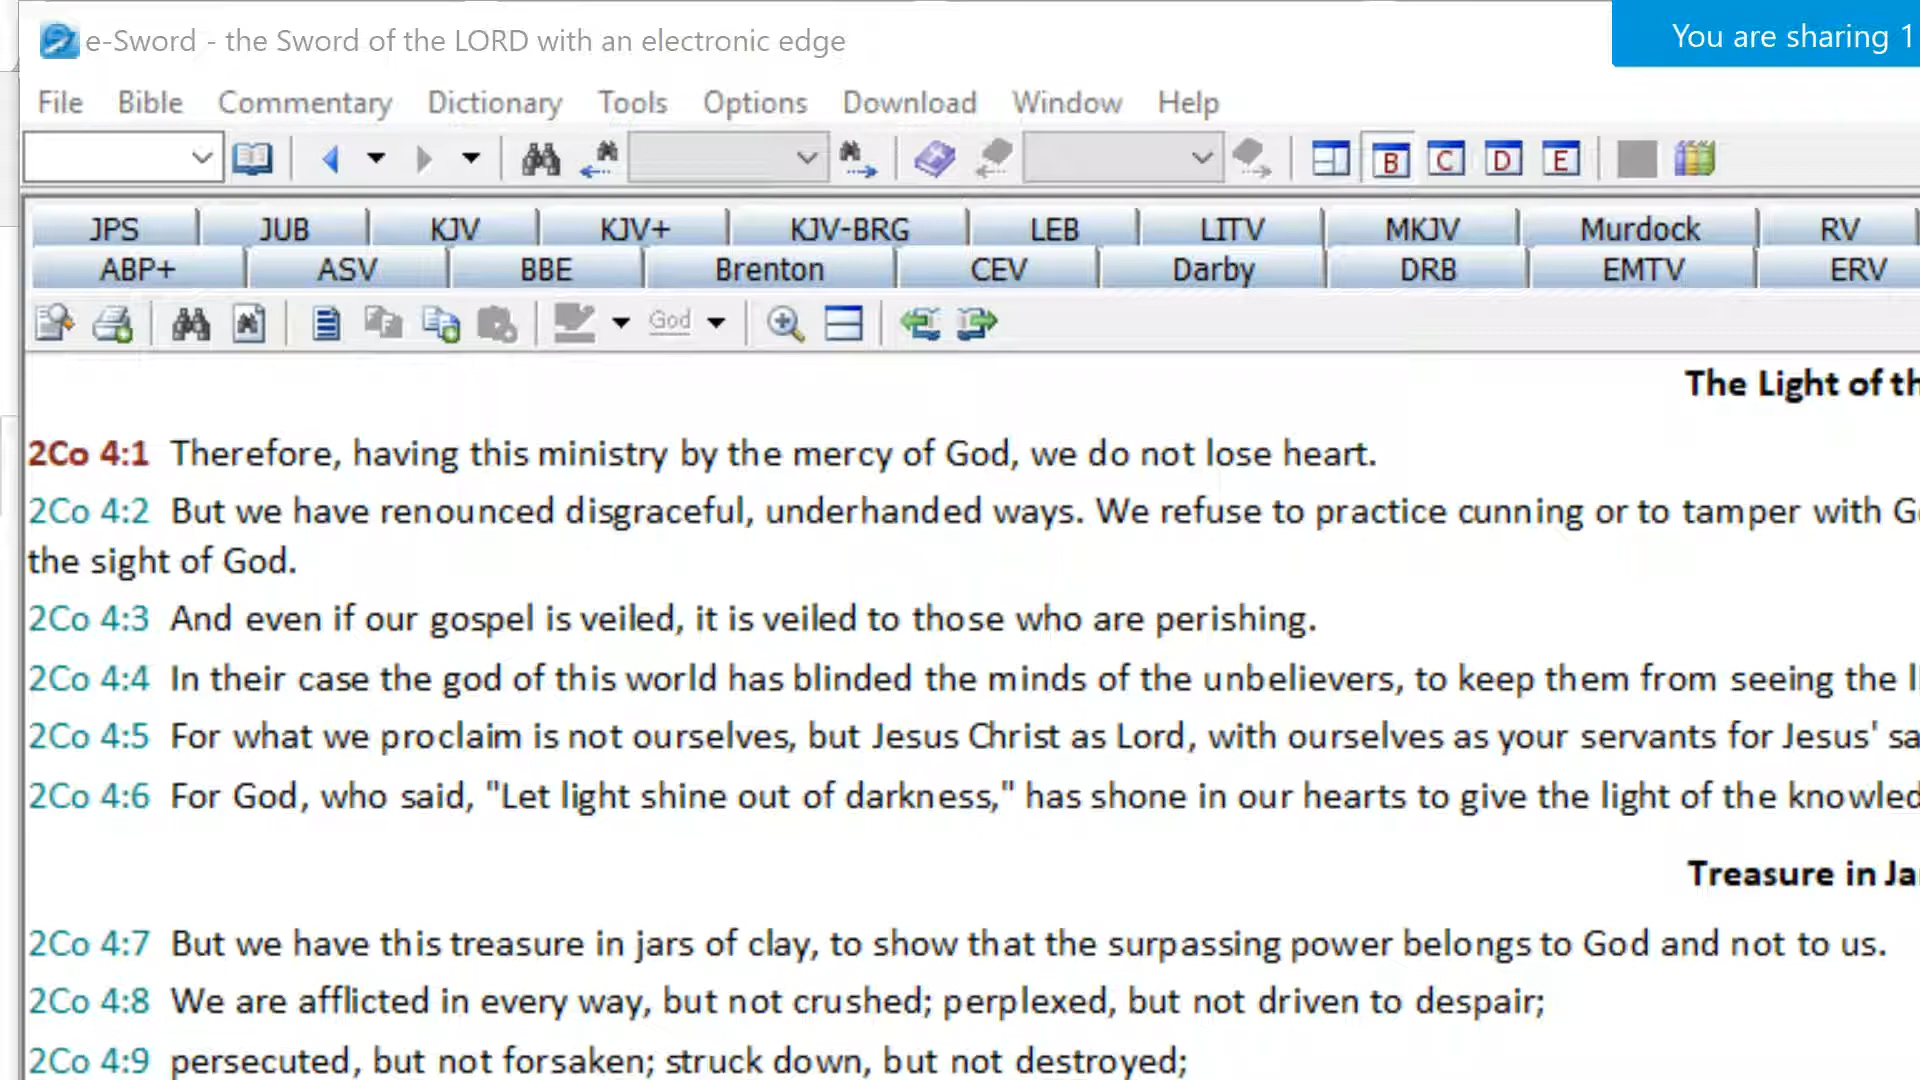 e-Sword - the Sword of the LORD with an electronic edge
You are sharing 1
File Bible Commentary Dictionary Tools Options Download Window Help
B C D E
JPS JUB KJV KJV+ KJV-BRG LEB LITV MKJV Murdock RV
ABP+ ASV BBE Brenton CEV Darby DRB EMTV ERV
God
The Light of
2Co 4:1 Therefore, having this ministry by the mercy of God, we do not lose heart.
2Co 4:2 But we have renounced disgraceful, underhanded ways. We refuse to practice cunning or to tamper with
the sight of God.
2Co 4:3 And even if our gospel is veiled, it is veiled to those who are perishing.
2Co 4:4 In their case the god of this world has blinded the minds of the unbelievers, to keep them from seeing the
2Co 4:5 For what we proclaim is not ourselves, but Jesus Christ as Lord, with ourselves as your servants for Jesus'
2Co 4:6 For God, who said, "Let light shine out of darkness," has shone in our hearts to give the light of the
Treasure in
2Co 4:7 But we have this treasure in jars of clay, to show that the surpassing power belongs to God and not to us.
2Co 4:8 We are afflicted in every way, but not crushed; perplexed, but not driven to despair;
2Co 4:9 persecuted, but not forsaken; struck down, but not destroyed;